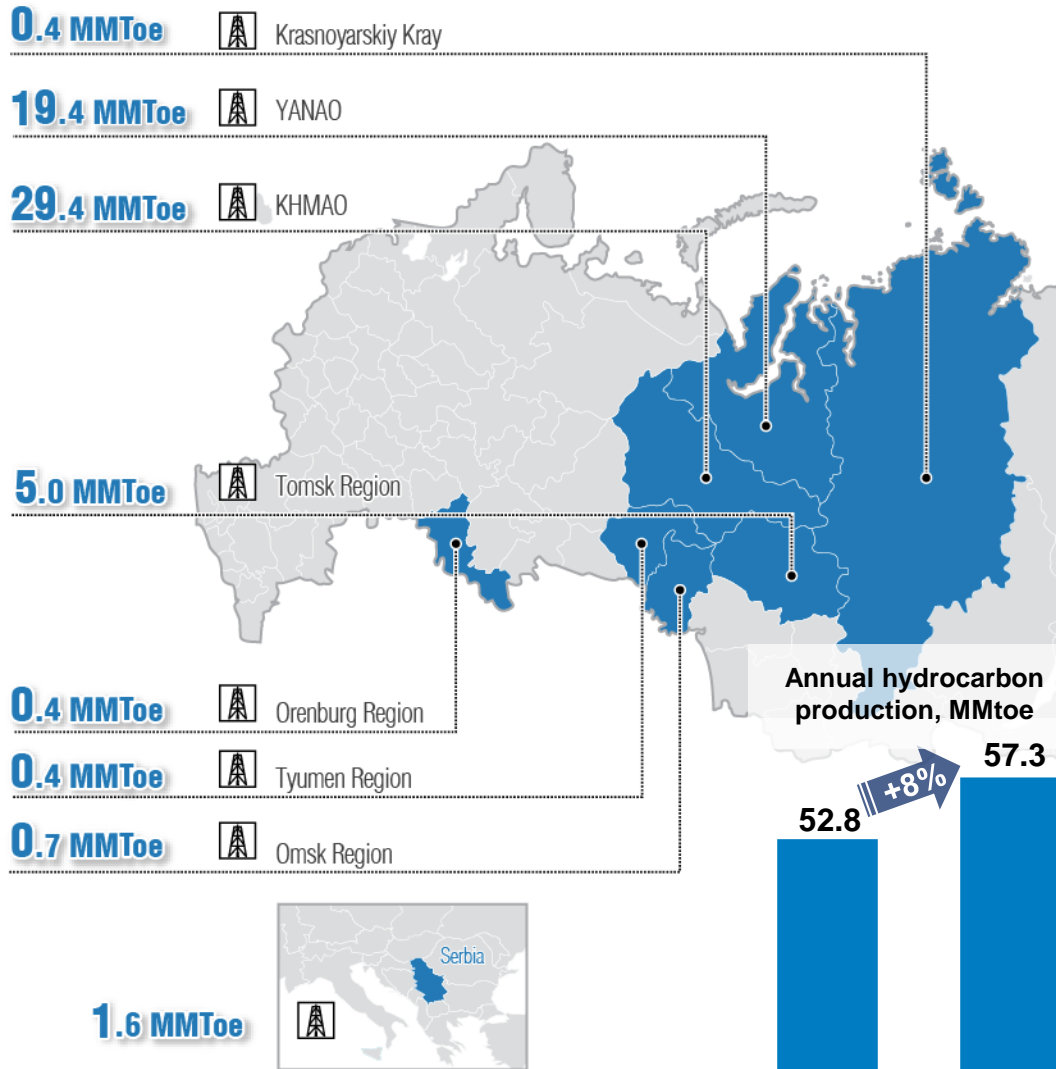 0.4 MMToe Krasnoyarskiy Kray
19.4 MMToe YANAO
29.4 MMToe KHMAO
5.0 MMToe Tomsk Region
0.4 MMToe Orenburg Region
0.4 MMToe Tyumen Region
0.7 MMToe Omsk Region
Serbia
1.6 MMToe
Annual hydrocarbon
production, MMtoe
57.3
+8%
52.8